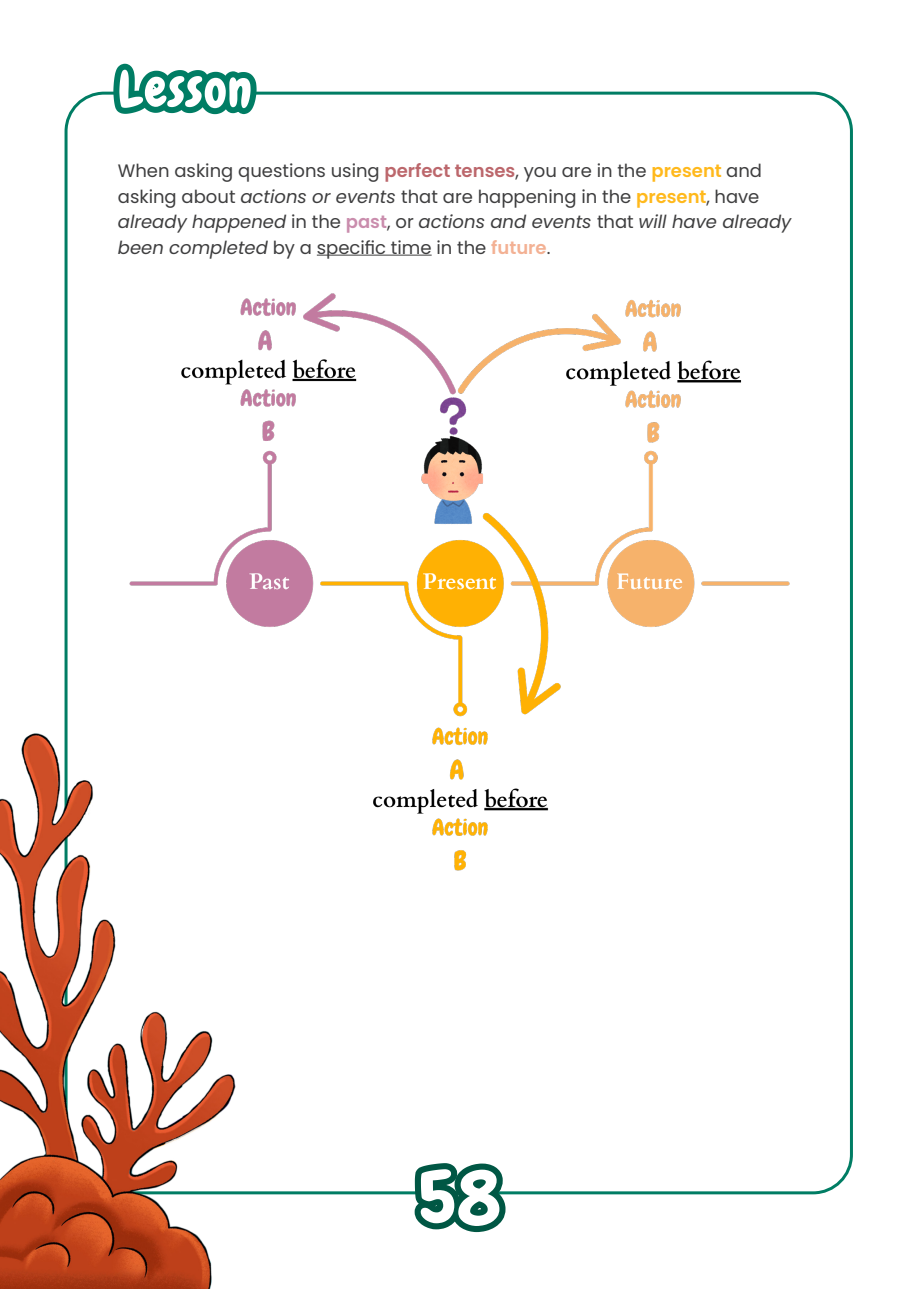 Lesson
When asking questions using perfect tenses, you are in the present and
asking about actions or events that are happening in the present, have
already happened in the past, or actions and events that will have already
been completed by a specific time in the future.
Action
A
completed before
Action
B
Action
A
completed before
Action
B
?
Past
Present
Future
Action
A
completed before
Action
B
58